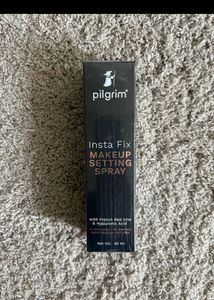 pilgrim®
Insta Fix
MAKEUP
SETTING
SPRAY
with French Red Vine
& Hyaluronic Acid